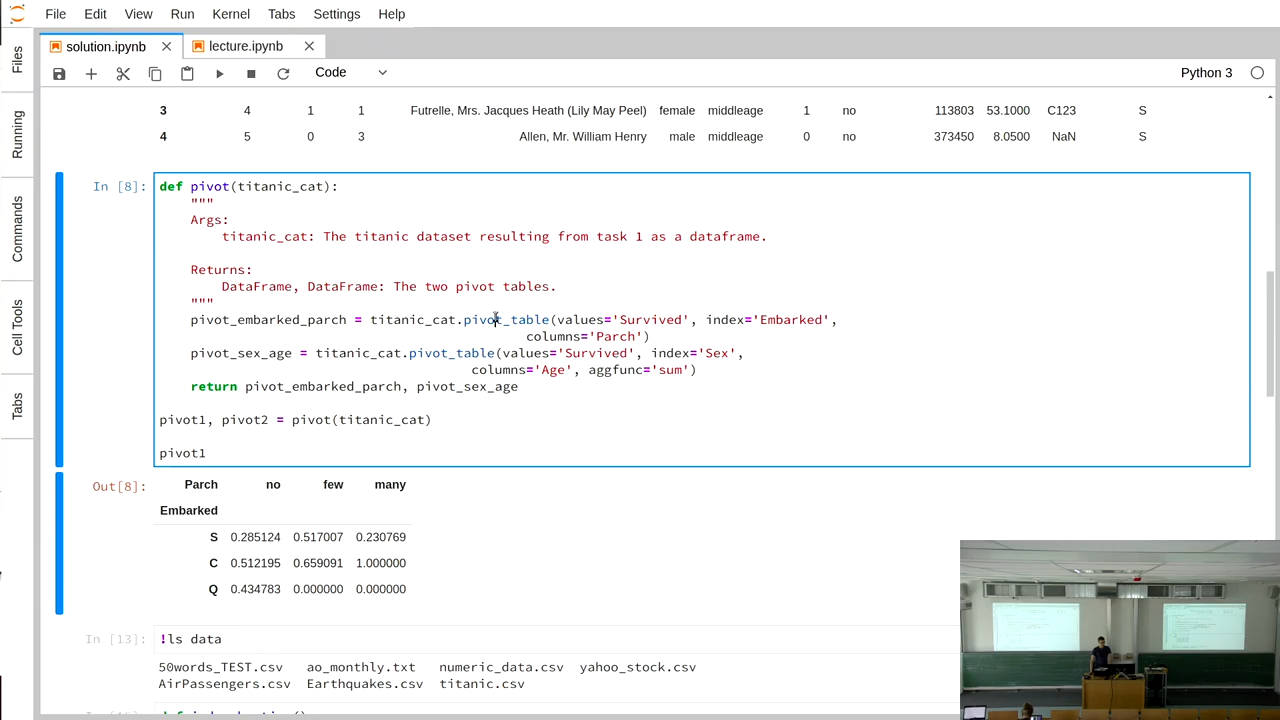 File Edit View Run Kernel Tabs Settings Help
solution.ipynb lecture.ipynb
Code Python 3
Files
Running
Commands
Cell Tools
Tabs
3 4 1 1 Futrelle, Mrs. Jacques Heath (Lily May Peel) female middleage 1 no 113803 53.1000 C123 S
4 5 0 3 Allen, Mr. William Henry male middleage 0 no 373450 8.0500 NaN S
In [8]: def pivot(titanic_cat):
"""
Args:
titanic_cat: The titanic dataset resulting from task 1 as a dataframe.
Returns:
DataFrame, DataFrame: The two pivot tables.
"""
pivot_embarked_parch = titanic_cat.pivot_table(values='Survived', index='Embarked',
columns='Parch')
pivot_sex_age = titanic_cat.pivot_table(values='Survived', index='Sex',
columns='Age', aggfunc='sum')
return pivot_embarked_parch, pivot_sex_age
pivot1, pivot2 = pivot(titanic_cat)
pivot1
Out[8]: Parch no few many
Embarked
S 0.285124 0.517007 0.230769
C 0.512195 0.659091 1.000000
Q 0.434783 0.000000 0.000000
In [13]: !ls data
50words_TEST.csv ao_monthly.txt numeric_data.csv yahoo_stock.csv
AirPassengers.csv Earthquakes.csv titanic.csv